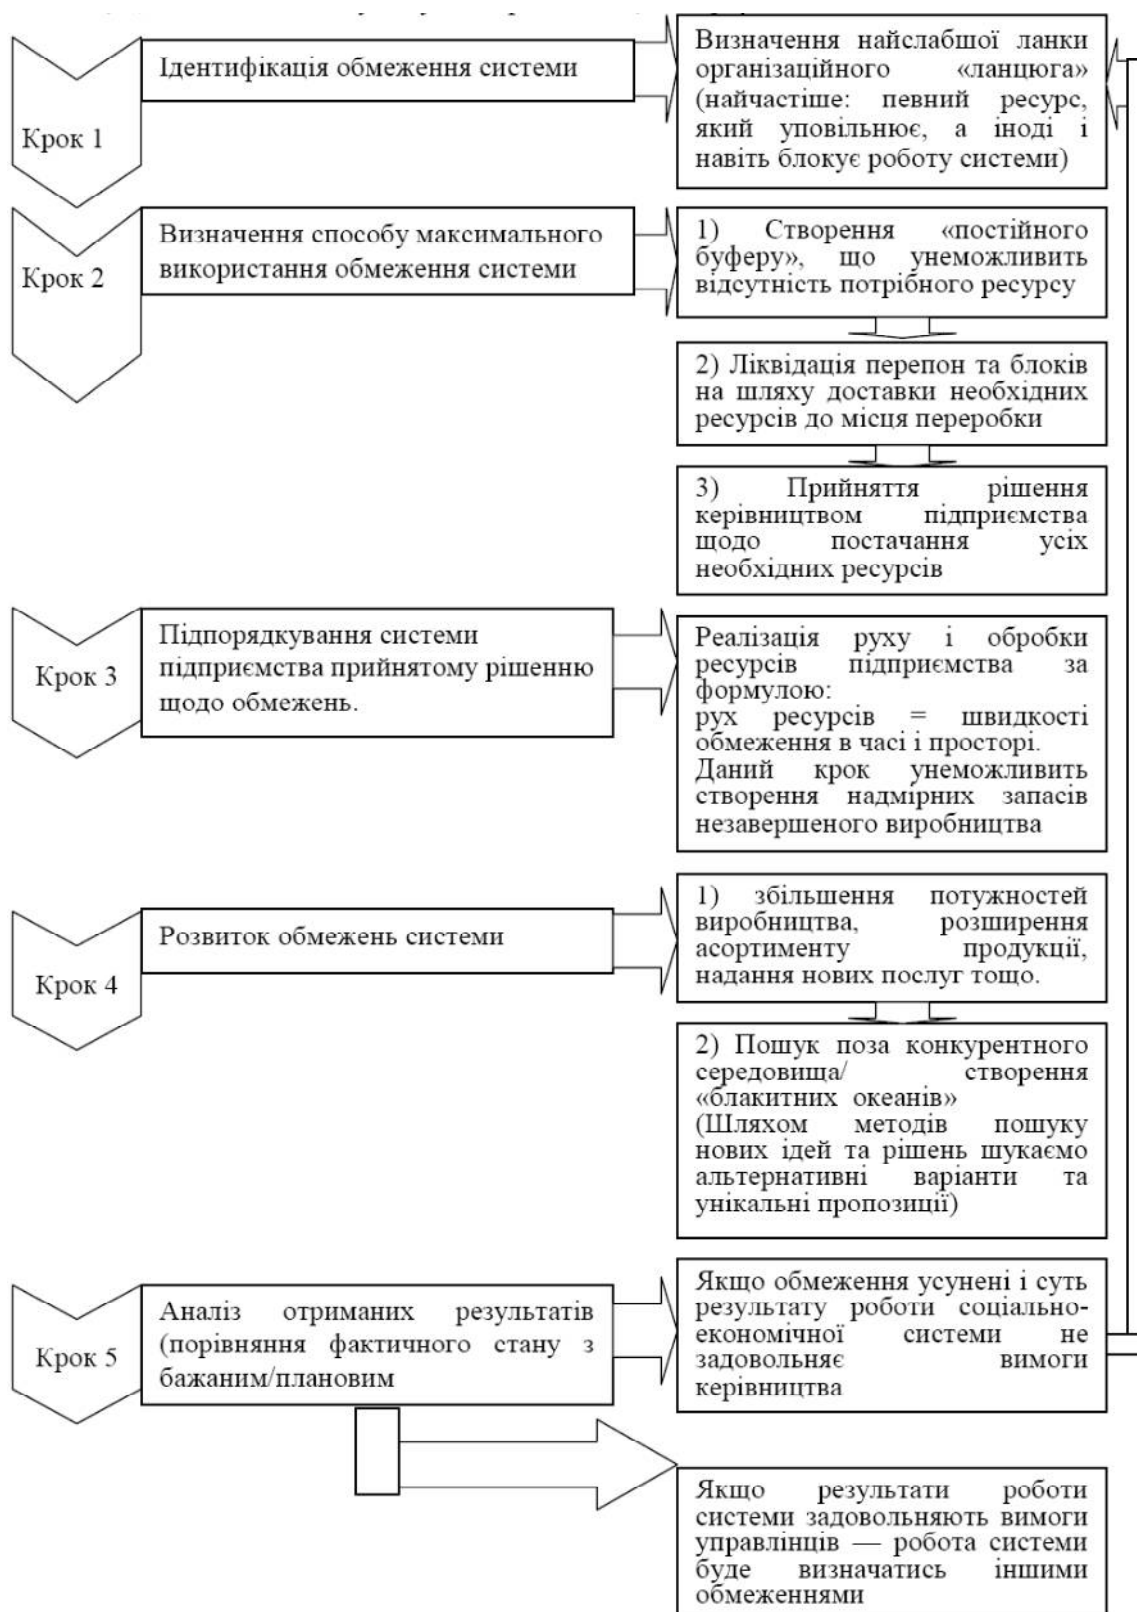 Крок 1
Ідентифікація обмеження системи
Визначення найслабшої ланки
організаційного «ланцюга»
(найчастіше: певний ресурс,
який уповільнює, а іноді і
навіть блокує роботу системи)
Крок 2
Визначення способу максимального
використання обмеження системи
1) Створення «постійного
буферу», що унеможливить
відсутність потрібного ресурсу
2) Ліквідація перепон та блоків
на шляху доставки необхідних
ресурсів до місця переробки
3) Прийняття рішення
керівництвом підприємства
щодо постачання усіх
необхідних ресурсів
Крок 3
Підпорядкування системи
підприємства прийнятому рішенню
щодо обмежень.
Реалізація руху і обробки
ресурсів підприємства за
формулою:
рух ресурсів = швидкості
обмеження в часі і просторі.
Даний крок унеможливить
створення надмірних запасів
незавершеного виробництва
Крок 4
Розвиток обмежень системи
1) збільшення потужностей
виробництва, розширення
асортименту продукції,
надання нових послуг тощо.
2) Пошук поза конкурентного
середовища/ створення
«блакитних океанів»
(Шляхом методів пошуку
нових ідей та рішень шукаємо
альтернативні варіанти та
унікальні пропозиції)
Крок 5
Аналіз отриманих результатів
(порівняння фактичного стану з
бажаним/плановим
Якщо обмеження усунені і суть
результату роботи соціально-
економічної системи не
задовольняє вимоги
керівництва
Якщо результати роботи
системи задовольняють вимоги
управлінців — робота системи
буде визначатись іншими
обмеженнями